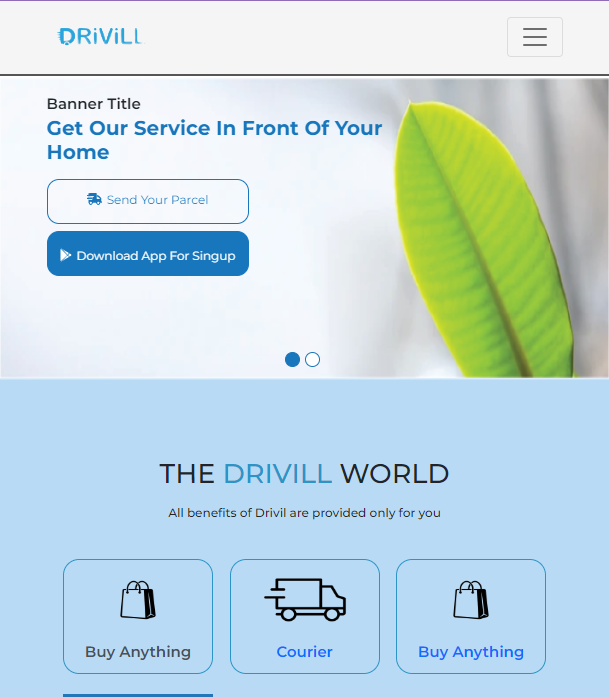 DRiViLL
Banner Title
Get Our Service In Front Of Your
Home
Send Your Parcel
Download App For Singup
THE DRIVILL WORLD
All benefits of Drivil are provided only for you
Buy Anything
Courier
Buy Anything